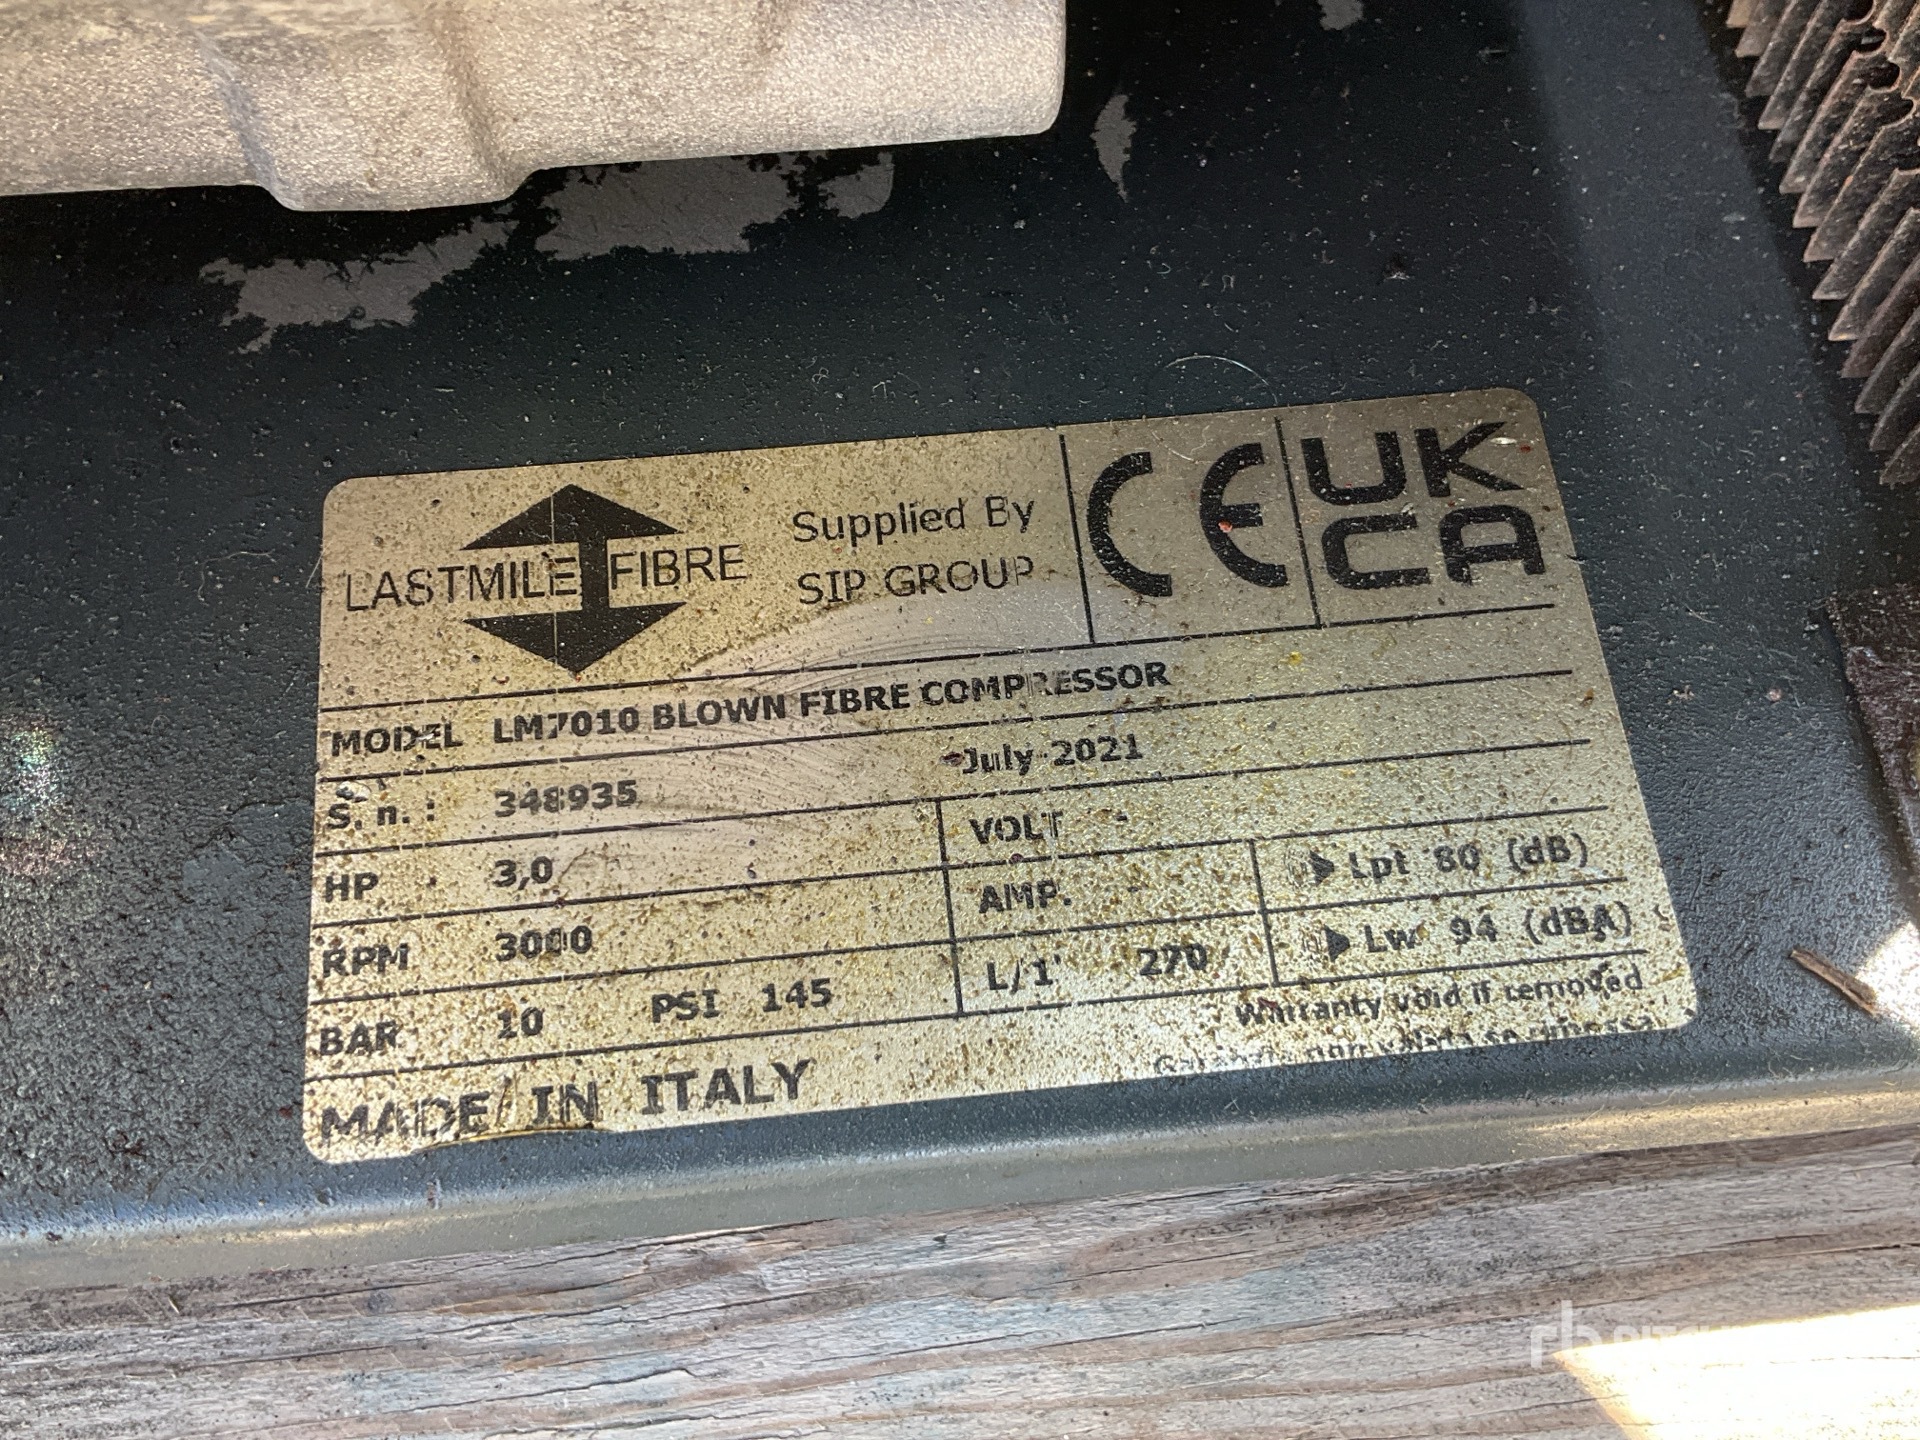 LASTMILE FIBRE
Supplied By
SIP GROUP
CE
UK
CA
MODEL LM7010 BLOWN FIBRE COMPRESSOR
S. n. : 348935 July 2021
HP 3,0 VOLT -
RPM 3000 AMP. - Lpt 80 (dB)
BAR 10 PSI 145 L/1' 270 Lw 94 (dBA)
MADE IN ITALY
Warranty void if removed
rb